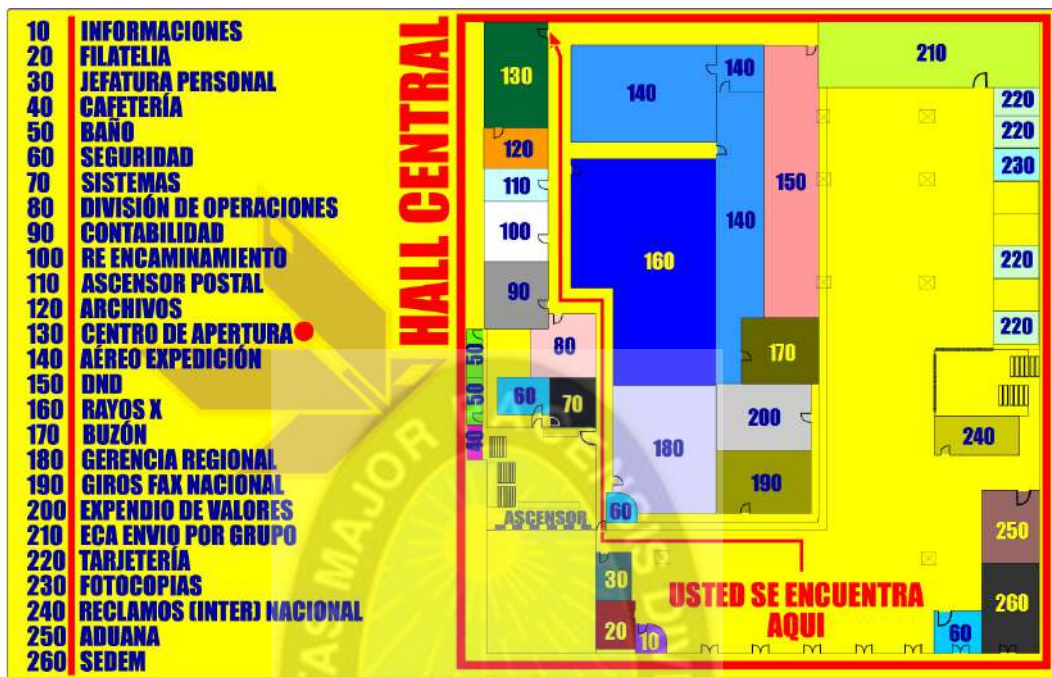 10 INFORMACIONES
20 FILATELIA
30 JEFATURA PERSONAL
40 CAFETERÍA
50 BAÑO
60 SEGURIDAD
70 SISTEMAS
80 DIVISIÓN DE OPERACIONES
90 CONTABILIDAD
100 RE ENCAMINAMIENTO
110 ASCENSOR POSTAL
120 ARCHIVOS
130 CENTRO DE APERTURA
140 AÉREO EXPEDICIÓN
150 DND
160 RAYOS X
170 BUZÓN
180 GERENCIA REGIONAL
190 GIROS FAX NACIONAL
200 EXPENDIO DE VALORES
210 ECA ENVIO POR GRUPO
220 TARJETERÍA
230 FOTOCOPIAS
240 RECLAMOS (INTER) NACIONAL
250 ADUANA
260 SEDEM
HALL CENTRAL
130
120
110
100
90
80
50
50
40
60
70
140
140
140
150
160
170
180
200
190
60
210
220
220
230
220
220
240
250
260
60
ASCENSOR
30
20
10
USTED SE ENCUENTRA
AQUI
TAS MAJOR PACENSIS DIV